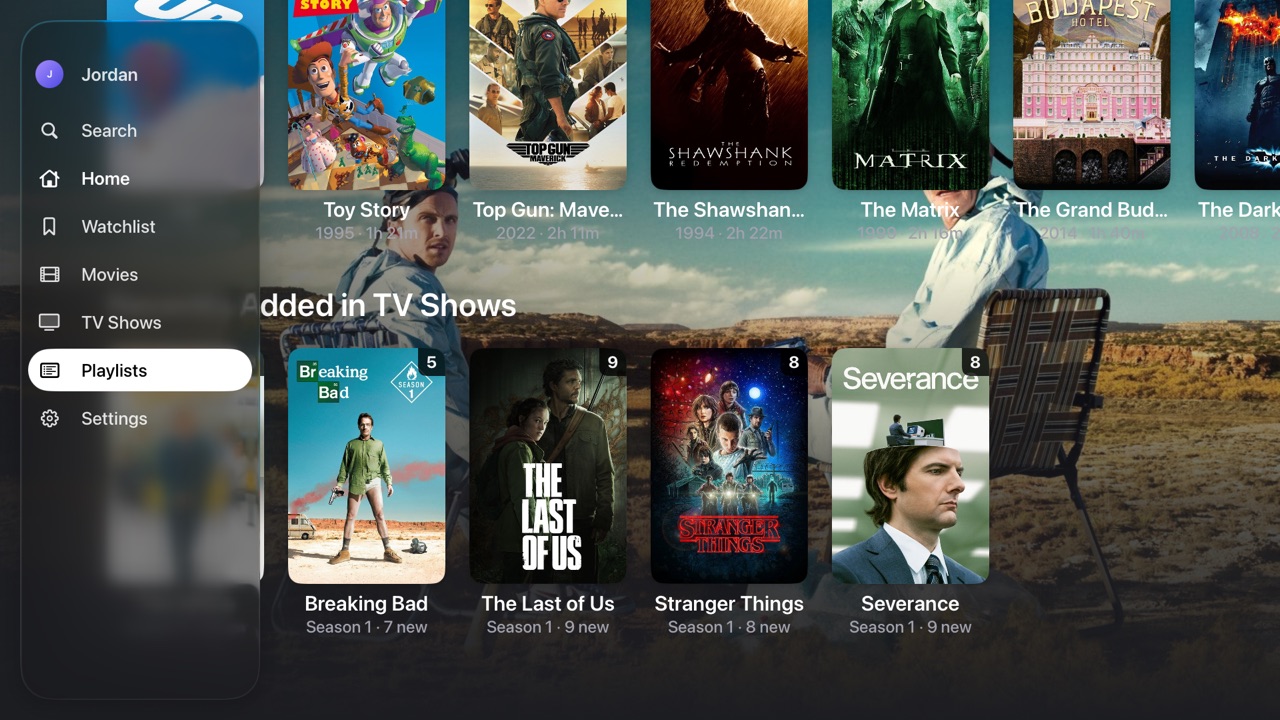 J
Jordan
Search
Home
Watchlist
Movies
TV Shows
Playlists
Settings
UP
STORY
TOP GUN
MAVERICK
THE
SHAWSHANK
REDEMPTION
MATRIX
BUDAPEST
HOTEL
THE DARK
Toy Story
1995 · 1h 21m
Top Gun: Mave...
2022 · 2h 11m
The Shawshan...
1994 · 2h 22m
The Matrix
The Grand Bud...
The Dark
dded in TV Shows
Breaking
Bad
SEASON
1
5
THE
LAST
OF US
9
STRANGER
THINGS
8
Severance
8
Breaking Bad
Season 1 · 7 new
The Last of Us
Season 1 · 9 new
Stranger Things
Season 1 · 8 new
Severance
Season 1 · 9 new